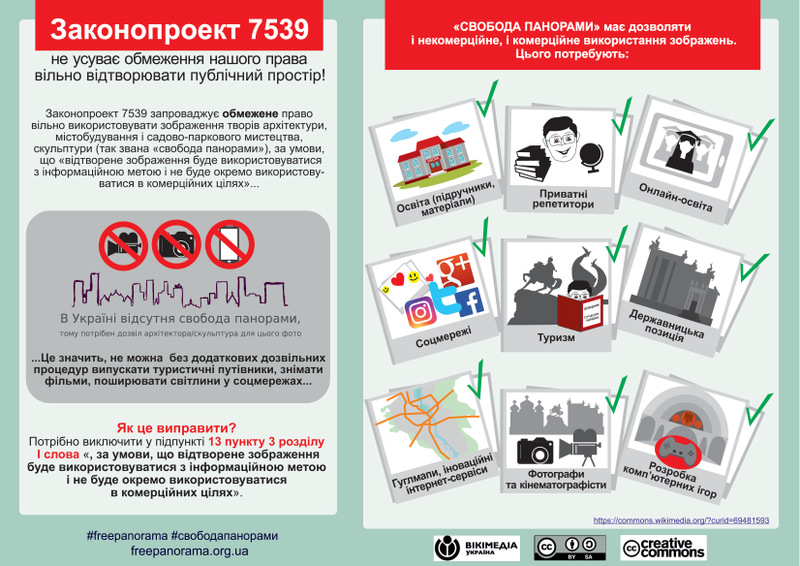 Законопроект 7539
не усуває обмеження нашого права
вільно відтворювати публічний простір!
Законопроект 7539 запроваджує обмежене право
вільно використовувати зображення творів архітектури,
містобудування і садово-паркового мистецтва,
скульптури (так звана «свобода панорами»), за умови,
що «відтворене зображення буде використовуватися
з інформаційною метою і не буде окремо використову-
ватися в комерційних цілях»...
В Україні відсутня свобода панорами,
тому потрібен дозвіл архітектора/скульптура для цього фото
...Це значить, не можна без додаткових дозвільних
процедур випускати туристичні путівники, знімати
фільми, поширювати світлини у соцмережах...
Як це виправити?
Потрібно виключити у підпункті 13 пункту 3 розділу
І слова «, за умови, що відтворене зображення
буде використовуватися з інформаційною метою
і не буде окремо використовуватися
в комерційних цілях».
#freepanorama #свободапанорами
freepanorama.org.ua
«СВОБОДА ПАНОРАМИ» має дозволяти
і некомерційне, і комерційне використання зображень.
Цього потребують:
Освіта (підручники,
матеріали)
Приватні
репетитори
Онлайн-освіта
Соцмережі
Туризм
Державницька
позиція
Гуглмапи, іноваційні
інтернет-сервіси
Фотографи
та кінематографісти
Розробка
комп'ютерних ігор
https://commons.wikimedia.org/?curid=69481593
ВІКІМЕДІА
УКРАЇНА
cc
BY SA
cc creative
commons